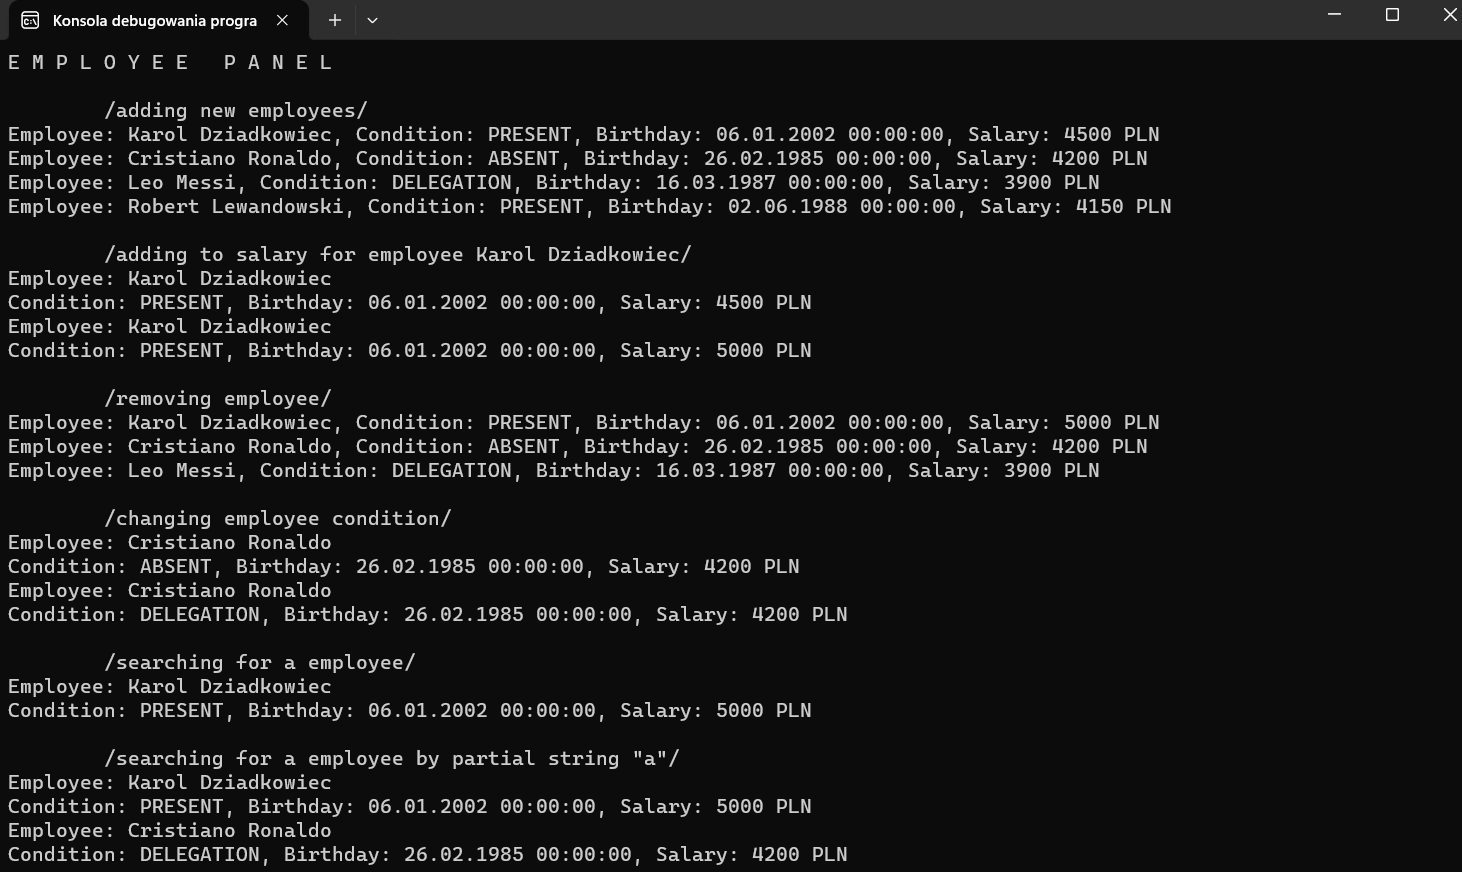 Konsola debugowania progra
E M P L O Y E E   P A N E L
/adding new employees/
Employee: Karol Dziadkowiec, Condition: PRESENT, Birthday: 06.01.2002 00:00:00, Salary: 4500 PLN
Employee: Cristiano Ronaldo, Condition: ABSENT, Birthday: 26.02.1985 00:00:00, Salary: 4200 PLN
Employee: Leo Messi, Condition: DELEGATION, Birthday: 16.03.1987 00:00:00, Salary: 3900 PLN
Employee: Robert Lewandowski, Condition: PRESENT, Birthday: 02.06.1988 00:00:00, Salary: 4150 PLN
/adding to salary for employee Karol Dziadkowiec/
Employee: Karol Dziadkowiec
Condition: PRESENT, Birthday: 06.01.2002 00:00:00, Salary: 4500 PLN
Employee: Karol Dziadkowiec
Condition: PRESENT, Birthday: 06.01.2002 00:00:00, Salary: 5000 PLN
/removing employee/
Employee: Karol Dziadkowiec, Condition: PRESENT, Birthday: 06.01.2002 00:00:00, Salary: 5000 PLN
Employee: Cristiano Ronaldo, Condition: ABSENT, Birthday: 26.02.1985 00:00:00, Salary: 4200 PLN
Employee: Leo Messi, Condition: DELEGATION, Birthday: 16.03.1987 00:00:00, Salary: 3900 PLN
/changing employee condition/
Employee: Cristiano Ronaldo
Condition: ABSENT, Birthday: 26.02.1985 00:00:00, Salary: 4200 PLN
Employee: Cristiano Ronaldo
Condition: DELEGATION, Birthday: 26.02.1985 00:00:00, Salary: 4200 PLN
/searching for a employee/
Employee: Karol Dziadkowiec
Condition: PRESENT, Birthday: 06.01.2002 00:00:00, Salary: 5000 PLN
/searching for a employee by partial string "a"/
Employee: Karol Dziadkowiec
Condition: PRESENT, Birthday: 06.01.2002 00:00:00, Salary: 5000 PLN
Employee: Cristiano Ronaldo
Condition: DELEGATION, Birthday: 26.02.1985 00:00:00, Salary: 4200 PLN